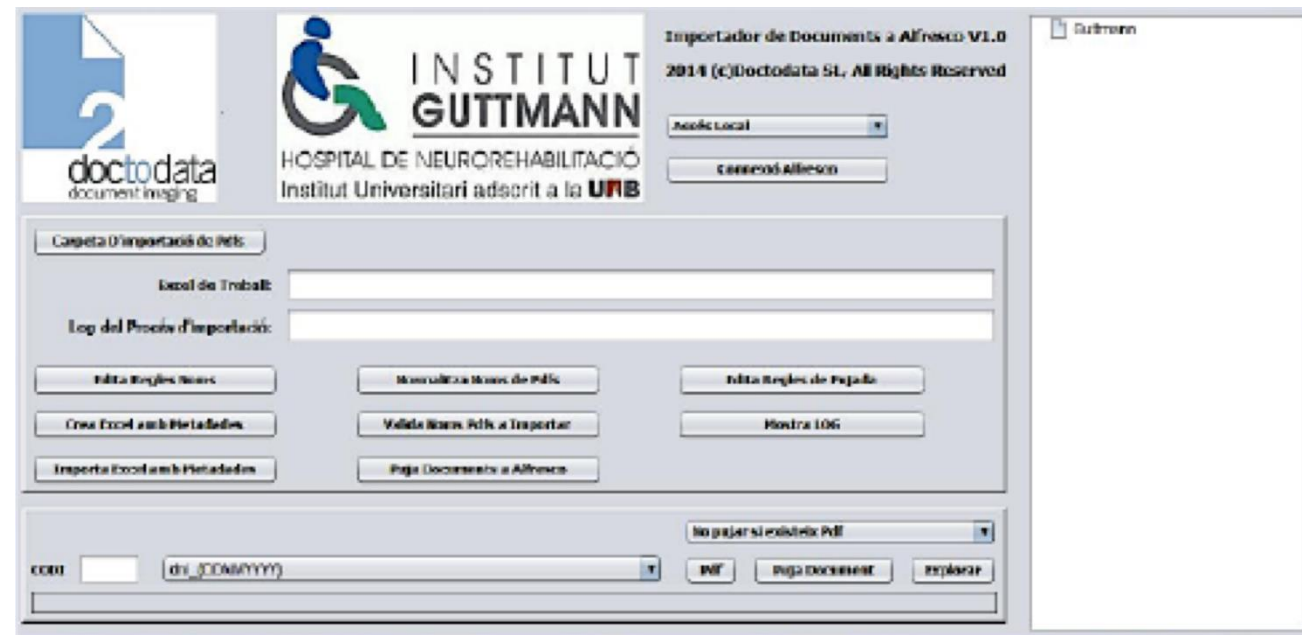 2
doctodata
document imaging
INSTITUT
GUTTMANN
HOSPITAL DE NEUROREHABILITACIÓ
Institut Universitari adscrit a la UAB
Importador de Documents a Alfresco V1.0
2014 (c)Doctodata SL, All Rights Reserved
Accés Local
Connexió Alfresco
Guttmann
Carpeta D'importació de Pdfs
Excel de Treball:
Log del Procés d'importació:
Edita Regles Noms
Normalitza Noms de Pdfs
Edita Regles de Pujada
Crea Excel amb Metadades
Valida Noms Pdfs a Importar
Mostra LOG
Importa Excel amb Metadades
Puja Documents a Alfresco
No pujar si existeix Pdf
CODI
dni_(DDMMYYYY)
Pdf
Puja Document
Explorar